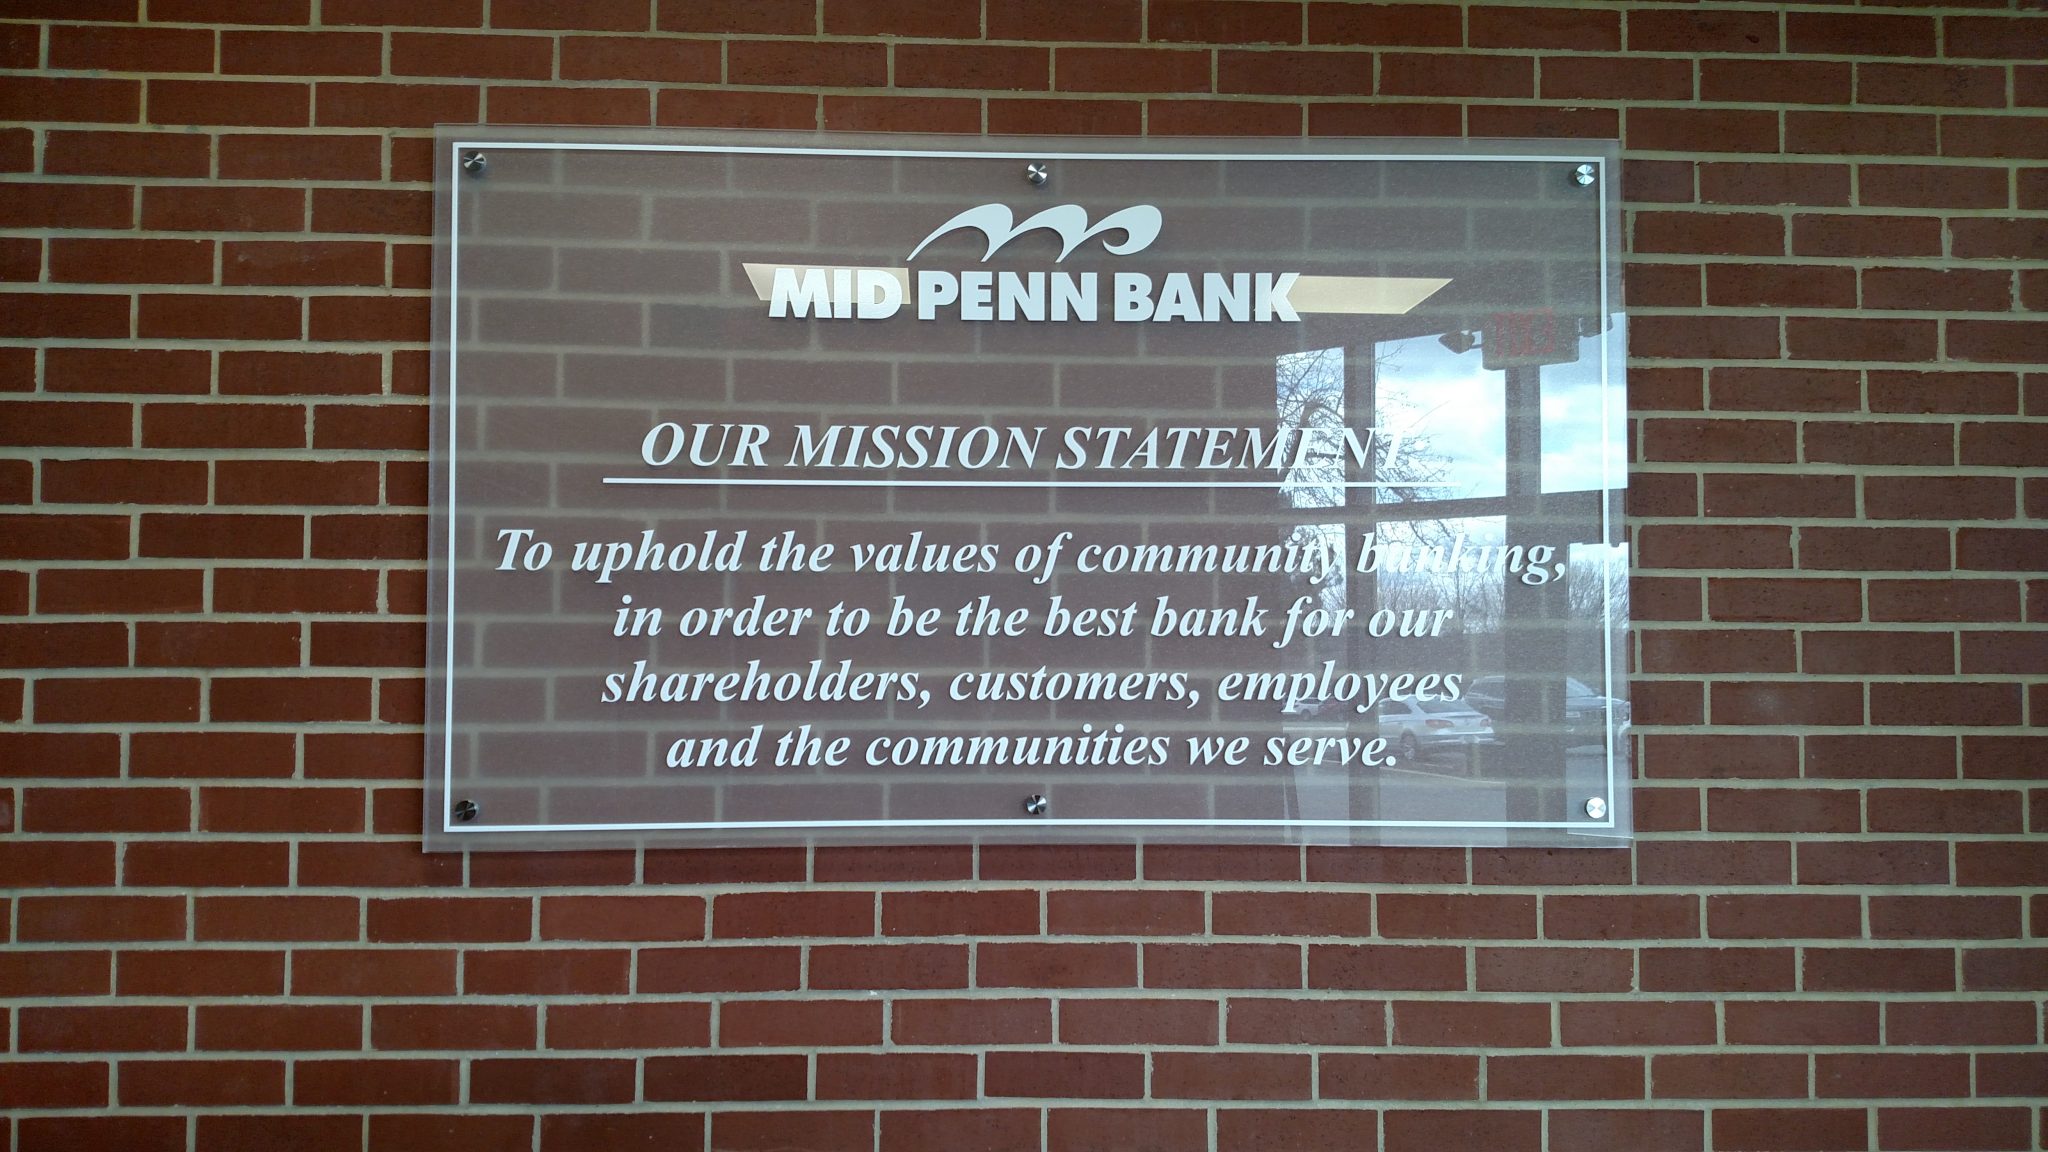 MID PENN BANK
OUR MISSION STATEMENT
To uphold the values of community banking,
in order to be the best bank for our
shareholders, customers, employees
and the communities we serve.
EXIT